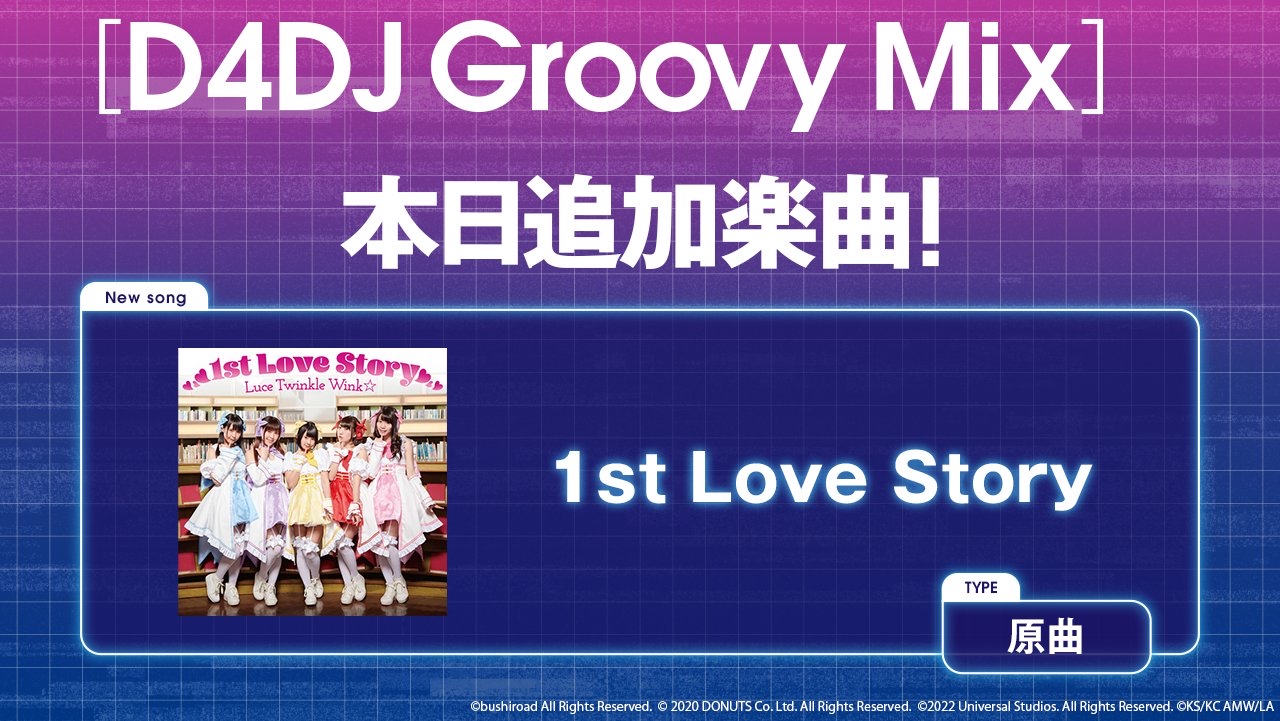 [D4DJ Groovy Mix]
本日追加楽曲!
New song
1st Love Story
Luce Twinkle Wink☆
1st Love Story
TYPE
原曲
©bushiroad All Rights Reserved. © 2020 DONUTS Co. Ltd. All Rights Reserved. ©2022 Universal Studios. All Rights Reserved. ©KS/KC AMW/LA